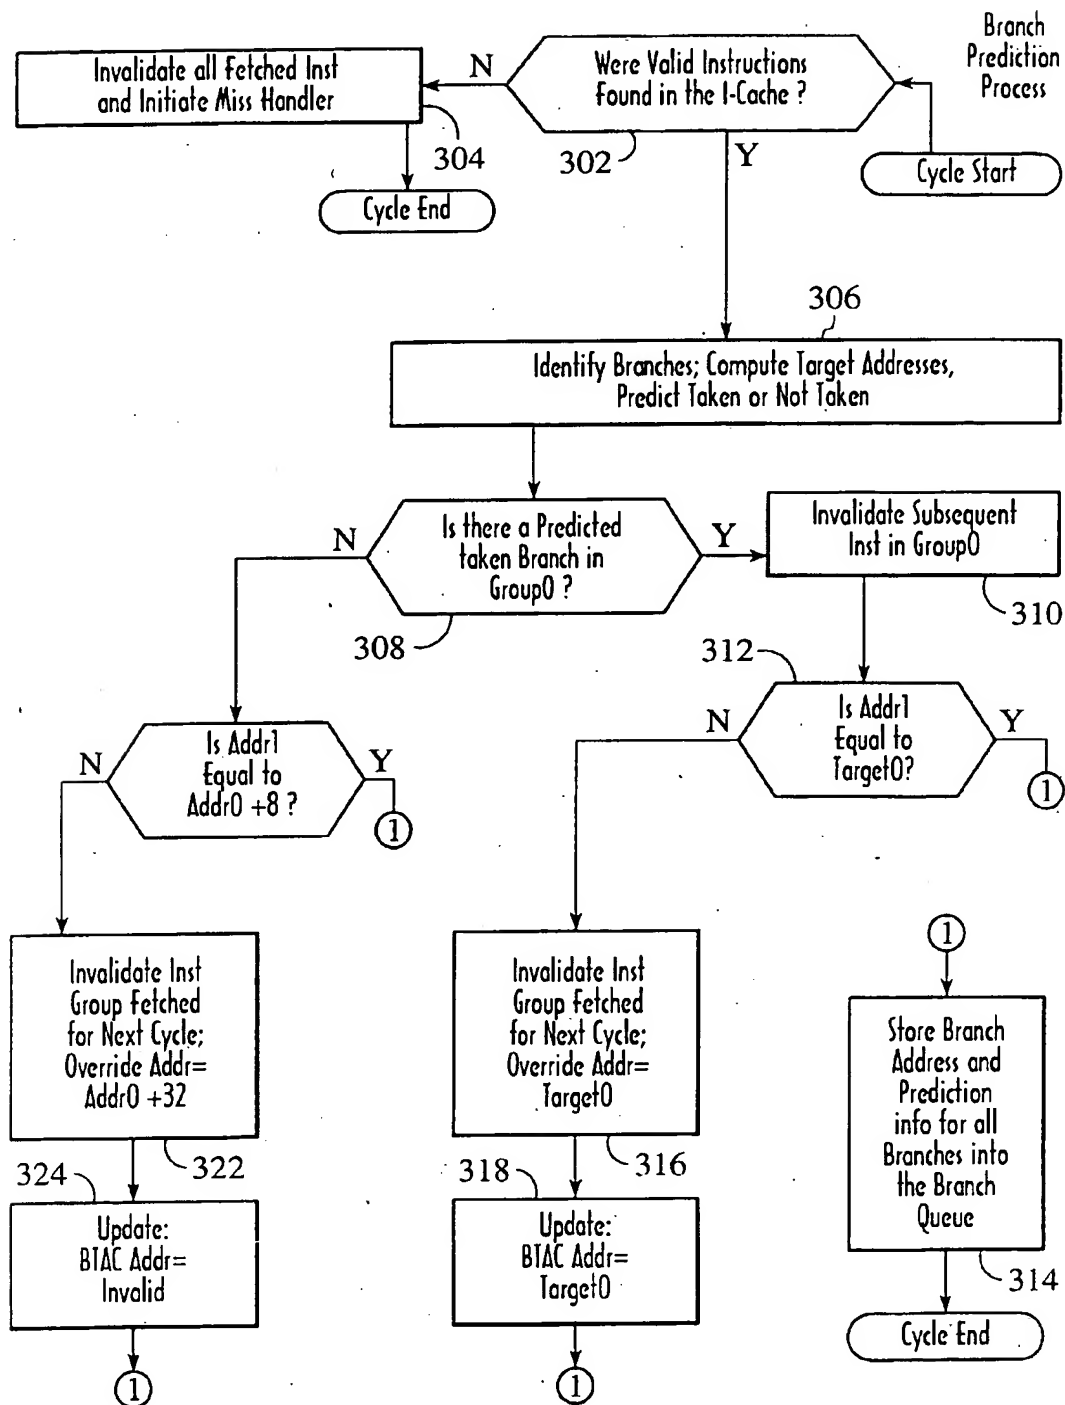 Branch
Prediction
Process
Were Valid Instructions
Found in the I-Cache ?
N
Y
302
Cycle Start
Invalidate all Fetched Inst
and Initiate Miss Handler
304
Cycle End
306
Identify Branches; Compute Target Addresses,
Predict Taken or Not Taken
Is there a Predicted
taken Branch in
Group0 ?
N
Y
308
Invalidate Subsequent
Inst in Group0
310
312
Is Addr1
Equal to
Target0?
N
Y
1
Is Addr1
Equal to
Addr0 +8 ?
N
Y
1
Invalidate Inst
Group Fetched
for Next Cycle;
Override Addr=
Addr0 +32
322
324
Update:
BTAC Addr=
Invalid
1
Invalidate Inst
Group Fetched
for Next Cycle;
Override Addr=
Target0
316
318
Update:
BTAC Addr=
Target0
1
1
Store Branch
Address and
Prediction
info for all
Branches into
the Branch
Queue
314
Cycle End